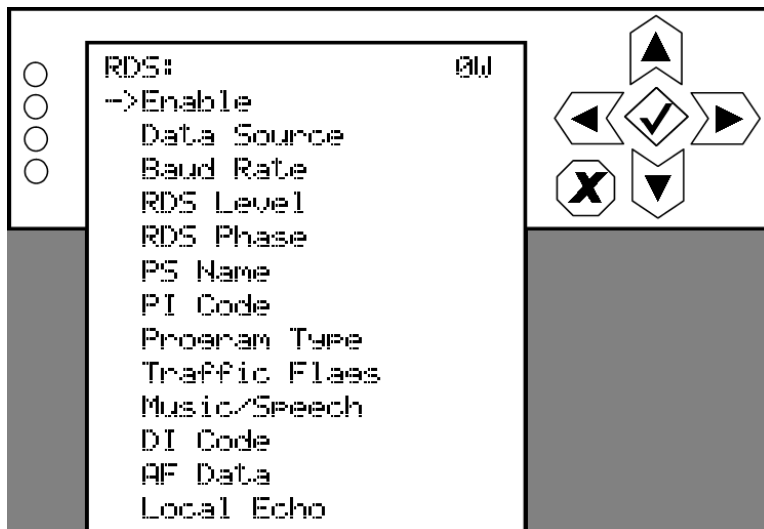 RDS: 0W
->Enable
Data Source
Baud Rate
RDS Level
RDS Phase
PS Name
PI Code
Program Type
Traffic Flags
Music/Speech
DI Code
AF Data
Local Echo